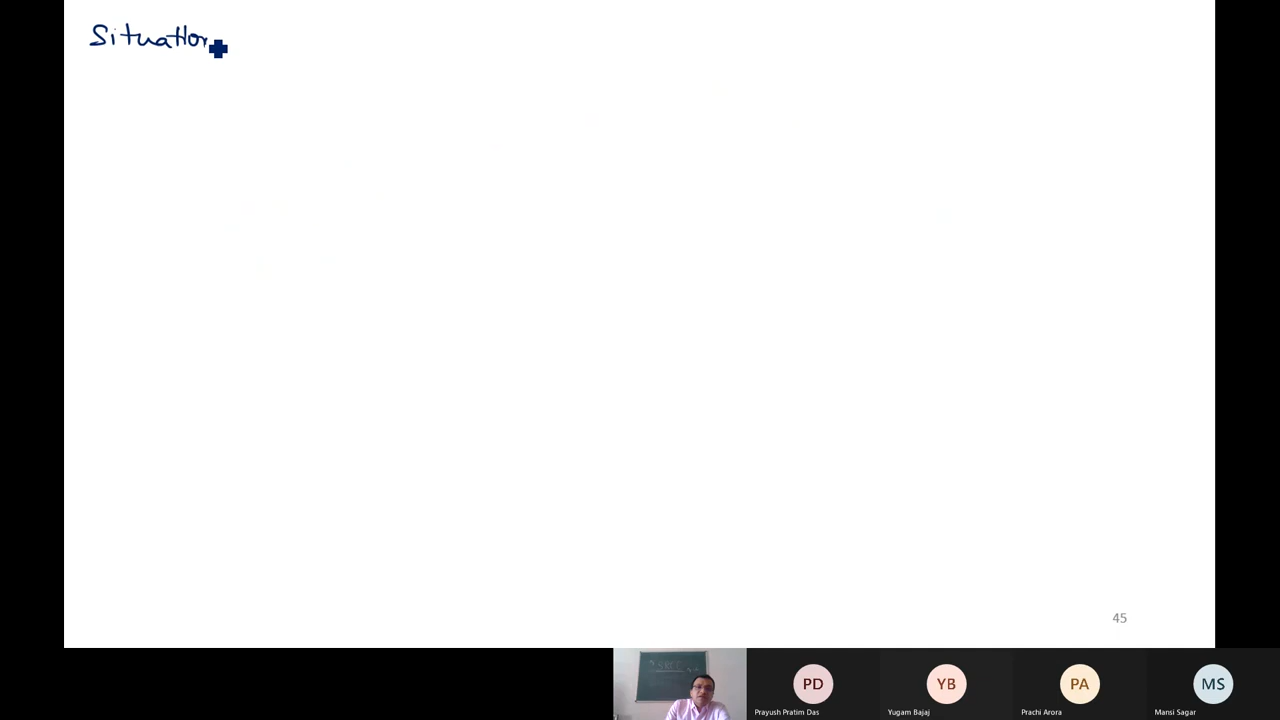 Situation
45
PD
YB
PA
MS
Prayush Pratim Das
Yugam Bajaj
Prachi Arora
Mansi Sagar